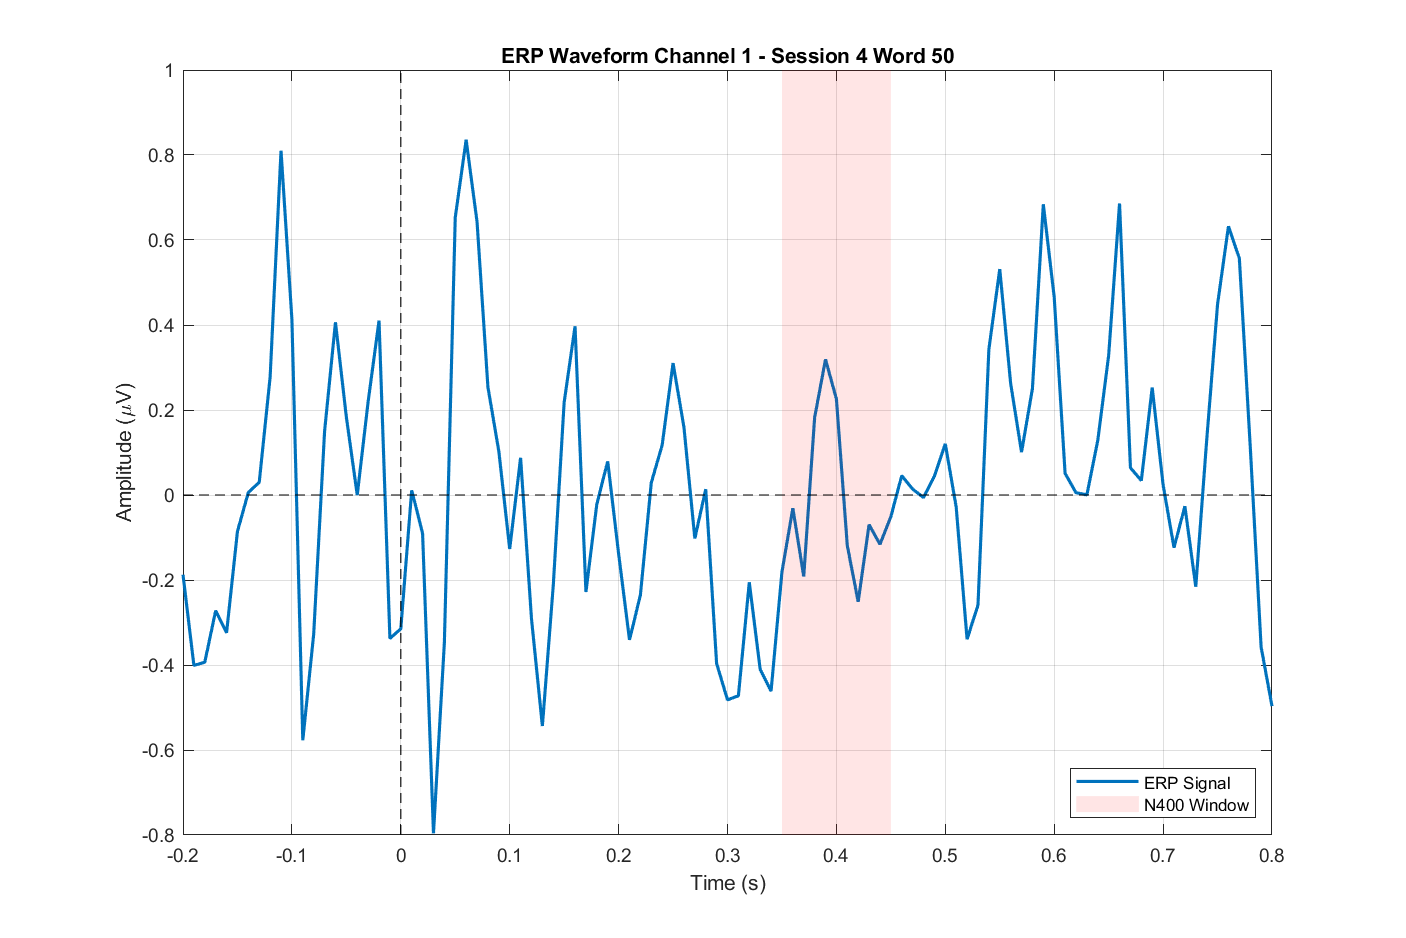 ERP Waveform Channel 1 - Session 4 Word 50
1
0.8
0.6
0.4
0.2
0
-0.2
-0.4
-0.6
-0.8
Amplitude (μV)
-0.2 -0.1 0 0.1 0.2 0.3 0.4 0.5 0.6 0.7 0.8
Time (s)
ERP Signal
N400 Window